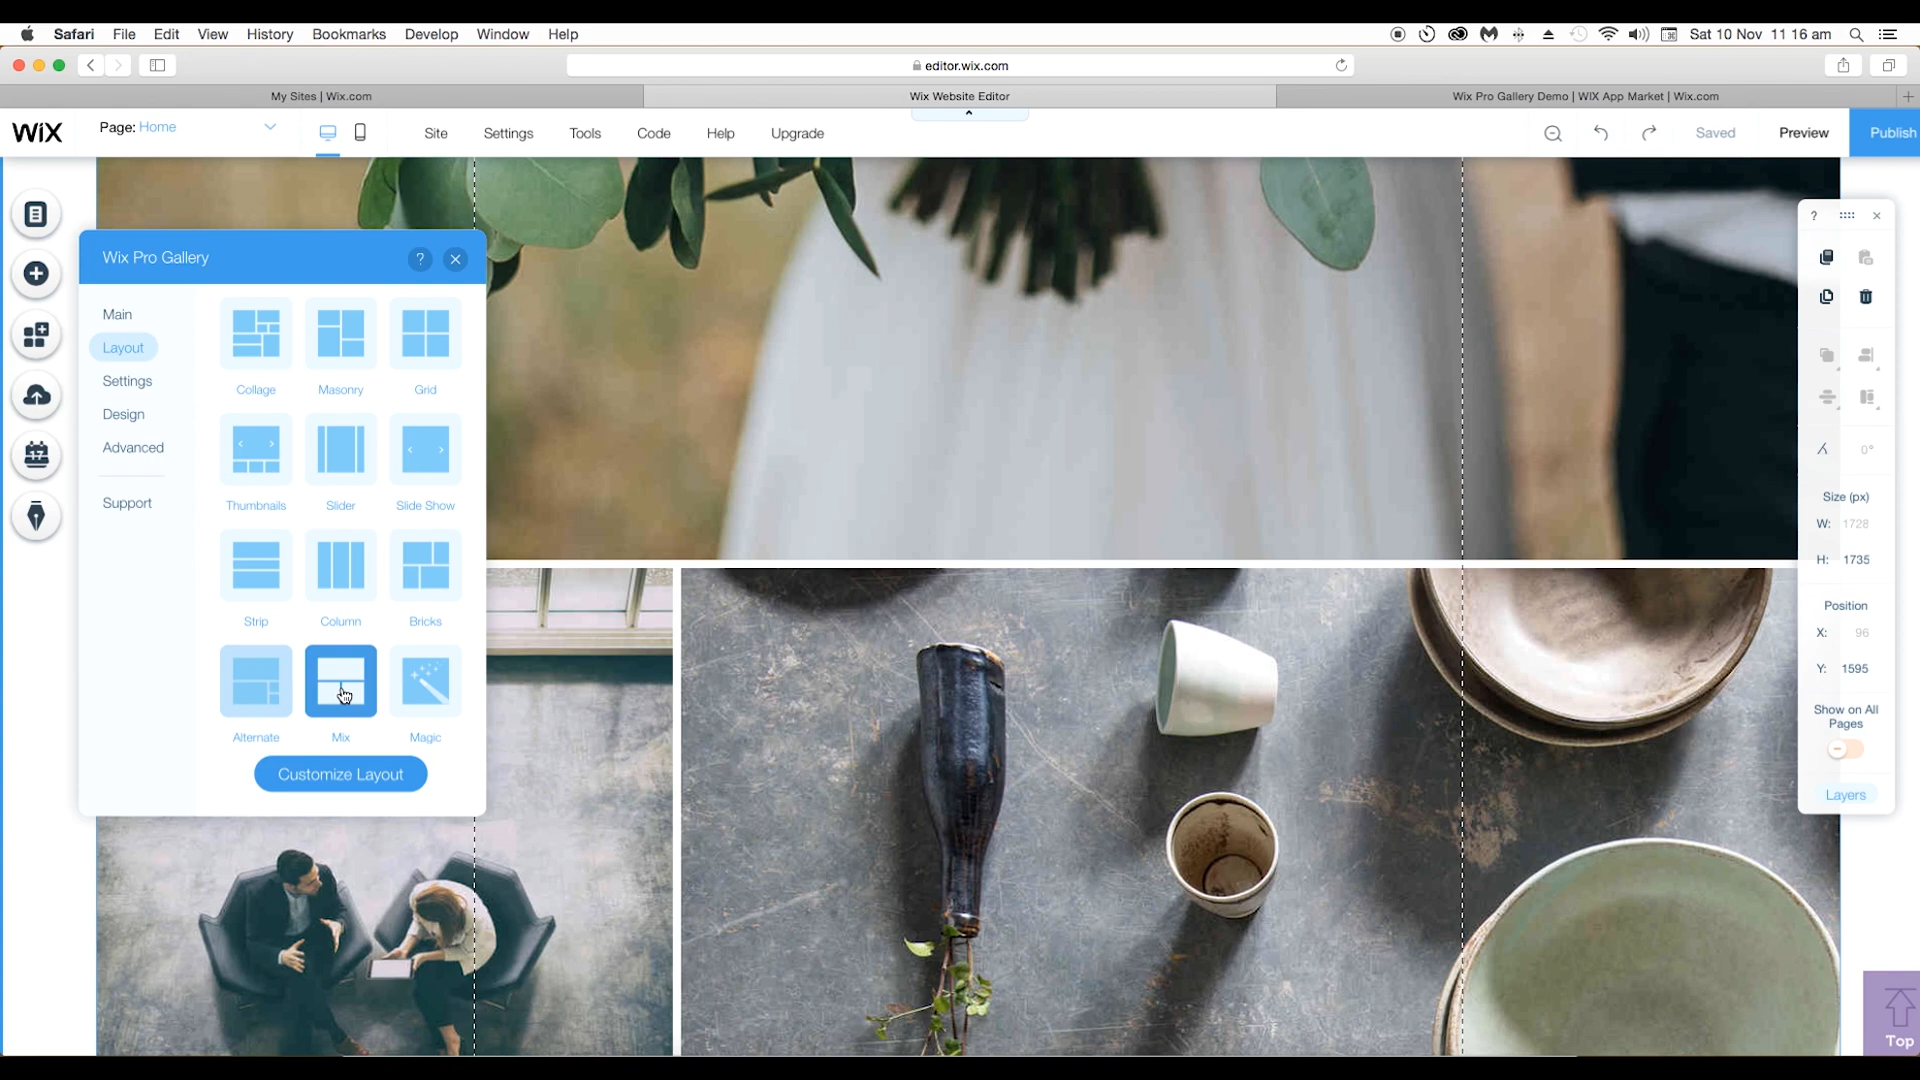 Safari File Edit View History Bookmarks Develop Window Help Sat 10 Nov 11 16 am
editor.wix.com
My Sites | Wix.com Wix Website Editor Wix Pro Gallery Demo | WIX App Market | Wix.com
WiX Page: Home Site Settings Tools Code Help Upgrade Saved Preview Publish
Wix Pro Gallery ? ×
Main
Layout
Settings
Design
Advanced
Support
Collage Masonry Grid
Thumbnails Slider Slide Show
Strip Column Bricks
Alternate Mix Magic
Customize Layout
17
?
0°
Size (px)
W: 1728
H: 1735
Position
X: 96
Y: 1595
Show on All
Pages
Layers
Top